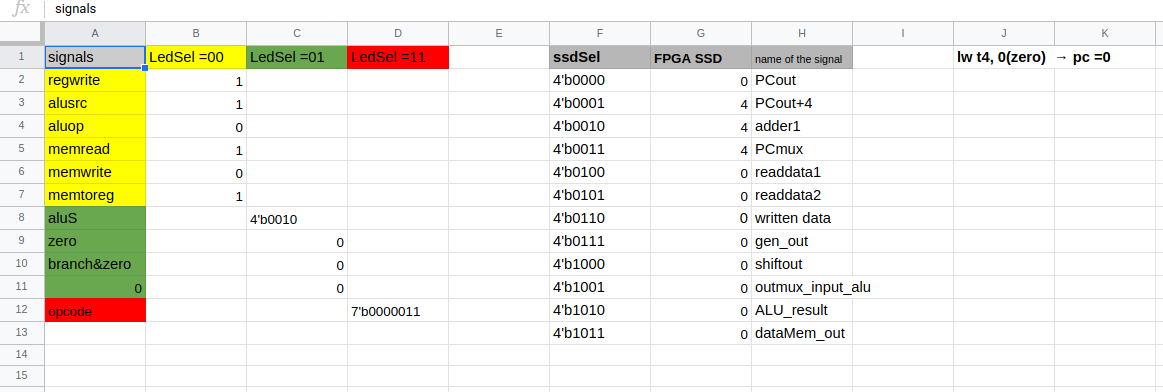 fx signals
A B C D E F G H I J K
1 signals LedSel =00 LedSel =01 LedSel =11 ssdSel FPGA SSD name of the signal lw t4, 0(zero) → pc =0
2 regwrite 1 4'b0000 0 PCout
3 alusrc 1 4'b0001 4 PCout+4
4 aluop 0 4'b0010 4 adder1
5 memread 1 4'b0011 4 PCmux
6 memwrite 0 4'b0100 0 readdata1
7 memtoreg 1 4'b0101 0 readdata2
8 aluS 4'b0010 4'b0110 0 written data
9 zero 0 4'b0111 0 gen_out
10 branch&zero 0 4'b1000 0 shiftout
11 0 0 4'b1001 0 outmux_input_alu
12 opcode 7'b0000011 4'b1010 0 ALU_result
13 4'b1011 0 dataMem_out
14
15